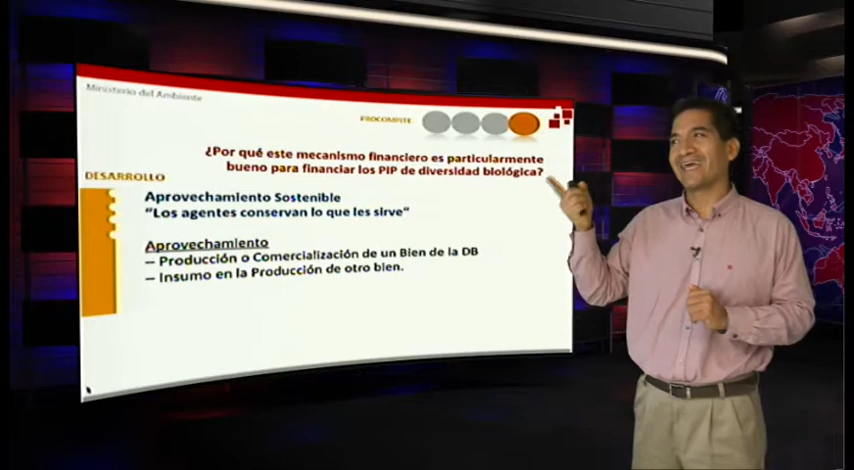 Ministerio del Ambiente
PROCOMPITE
¿Por qué este mecanismo financiero es particularmente
bueno para financiar los PIP de diversidad biológica?
DESARROLLO
Aprovechamiento Sostenible
“Los agentes conservan lo que les sirve”
Aprovechamiento
– Producción o Comercialización de un Bien de la DB
– Insumo en la Producción de otro bien.